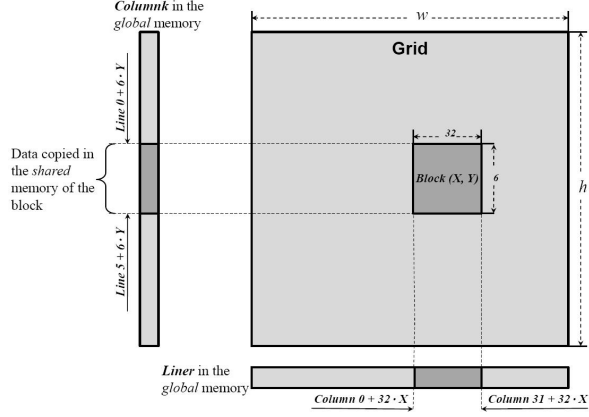 Columnk in the
global memory
w
Grid
Line 0 + 6 · Y
32
Data copied in
the shared
memory of the
block
Block (X, Y)
6
h
Line 5 + 6 · Y
Liner in the
global memory
Column 0 + 32 · X
Column 31 + 32 · X